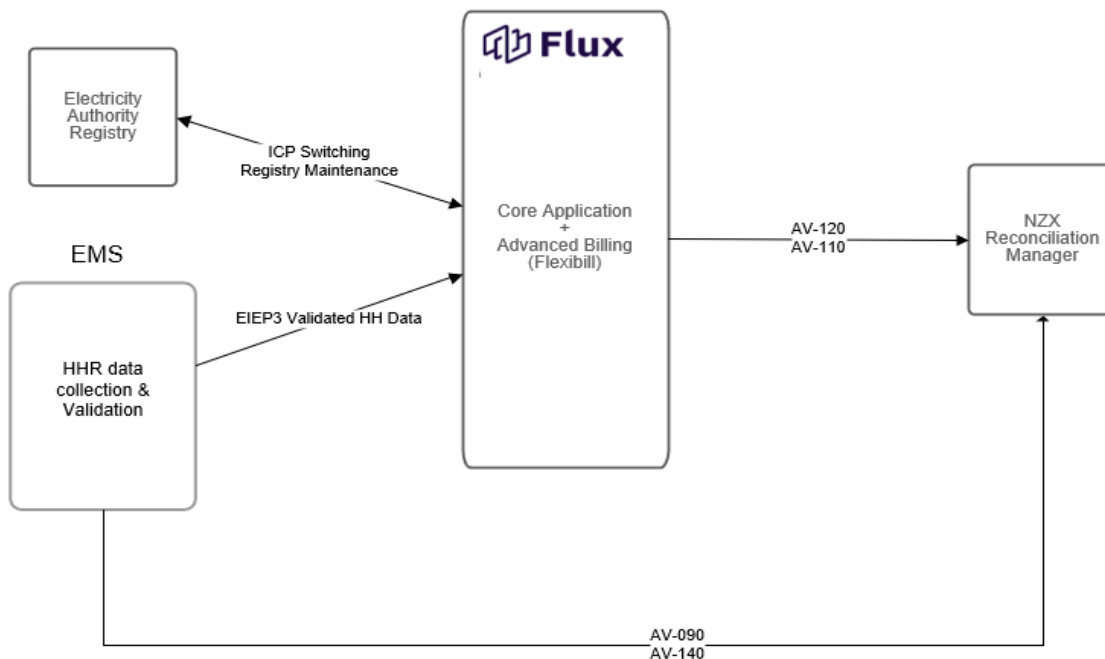 Flux
Electricity
Authority
Registry
ICP Switching
Registry Maintenance
Core Application
+
Advanced Billing
(Flexibill)
AV-120
AV-110
NZX
Reconciliation
Manager
EMS
EIEP3 Validated HH Data
HHR data
collection &
Validation
AV-090
AV-140